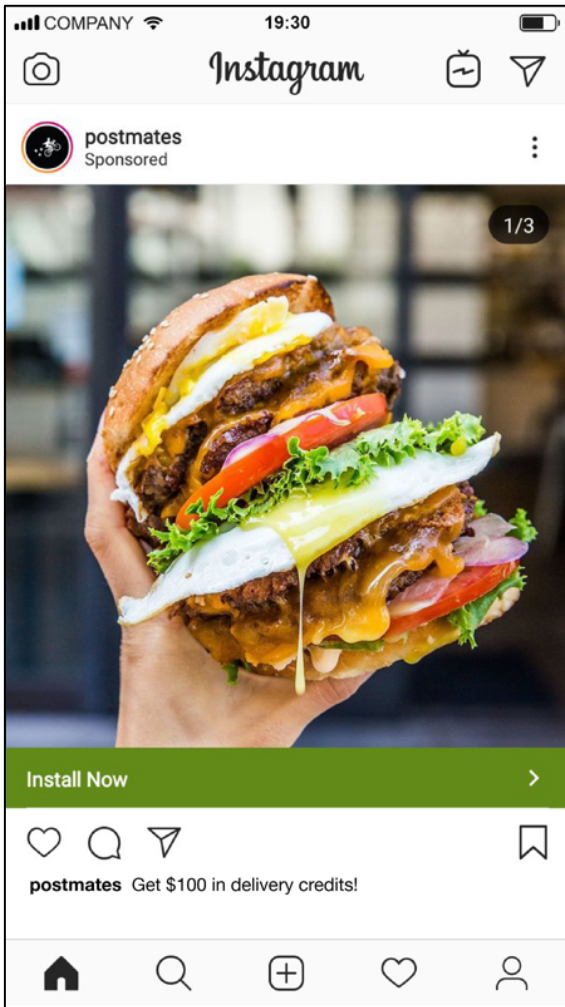 COMPANY 19:30
Instagram
postmates
Sponsored
1/3
Install Now
postmates Get $100 in delivery credits!